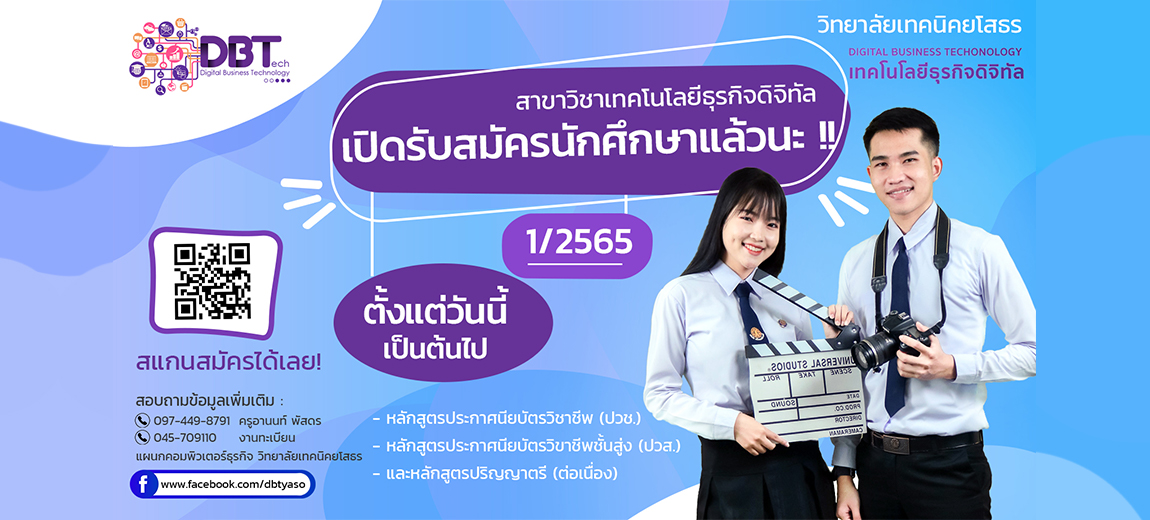 DBTech
Digital Business Technology
วิทยาลัยเทคนิคยโสธร
DIGITAL BUSINESS TECHONOLOGY
เทคโนโลยีธุรกิจดิจิทัล
สาขาวิชาเทคโนโลยีธุรกิจดิจิทัล
เปิดรับสมัครนักศึกษาแล้วนะ !!
1/2565
ตั้งแต่วันนี้
เป็นต้นไป
สแกนสมัครได้เลย!
สอบถามข้อมูลเพิ่มเติม :
097-449-8791 ครูอานนท์ พัสดร
045-709110 งานทะเบียน
แผนกคอมพิวเตอร์ธุรกิจ วิทยาลัยเทคนิคยโสธร
www.facebook.com/dbtyaso
- หลักสูตรประกาศนียบัตรวิชาชีพ (ปวช.)
- หลักสูตรประกาศนียบัตรวิขาชีพชั้นสู่ง (ปวส.)
- และหลักสูตรปริญญาตรี (ต่อเนื่อง)
UNIVERSAL STUDIOS
SCENE TAKE ROLL
DATE
SOUND
PROD.CO.
DIRECTOR
CAMERAMAN